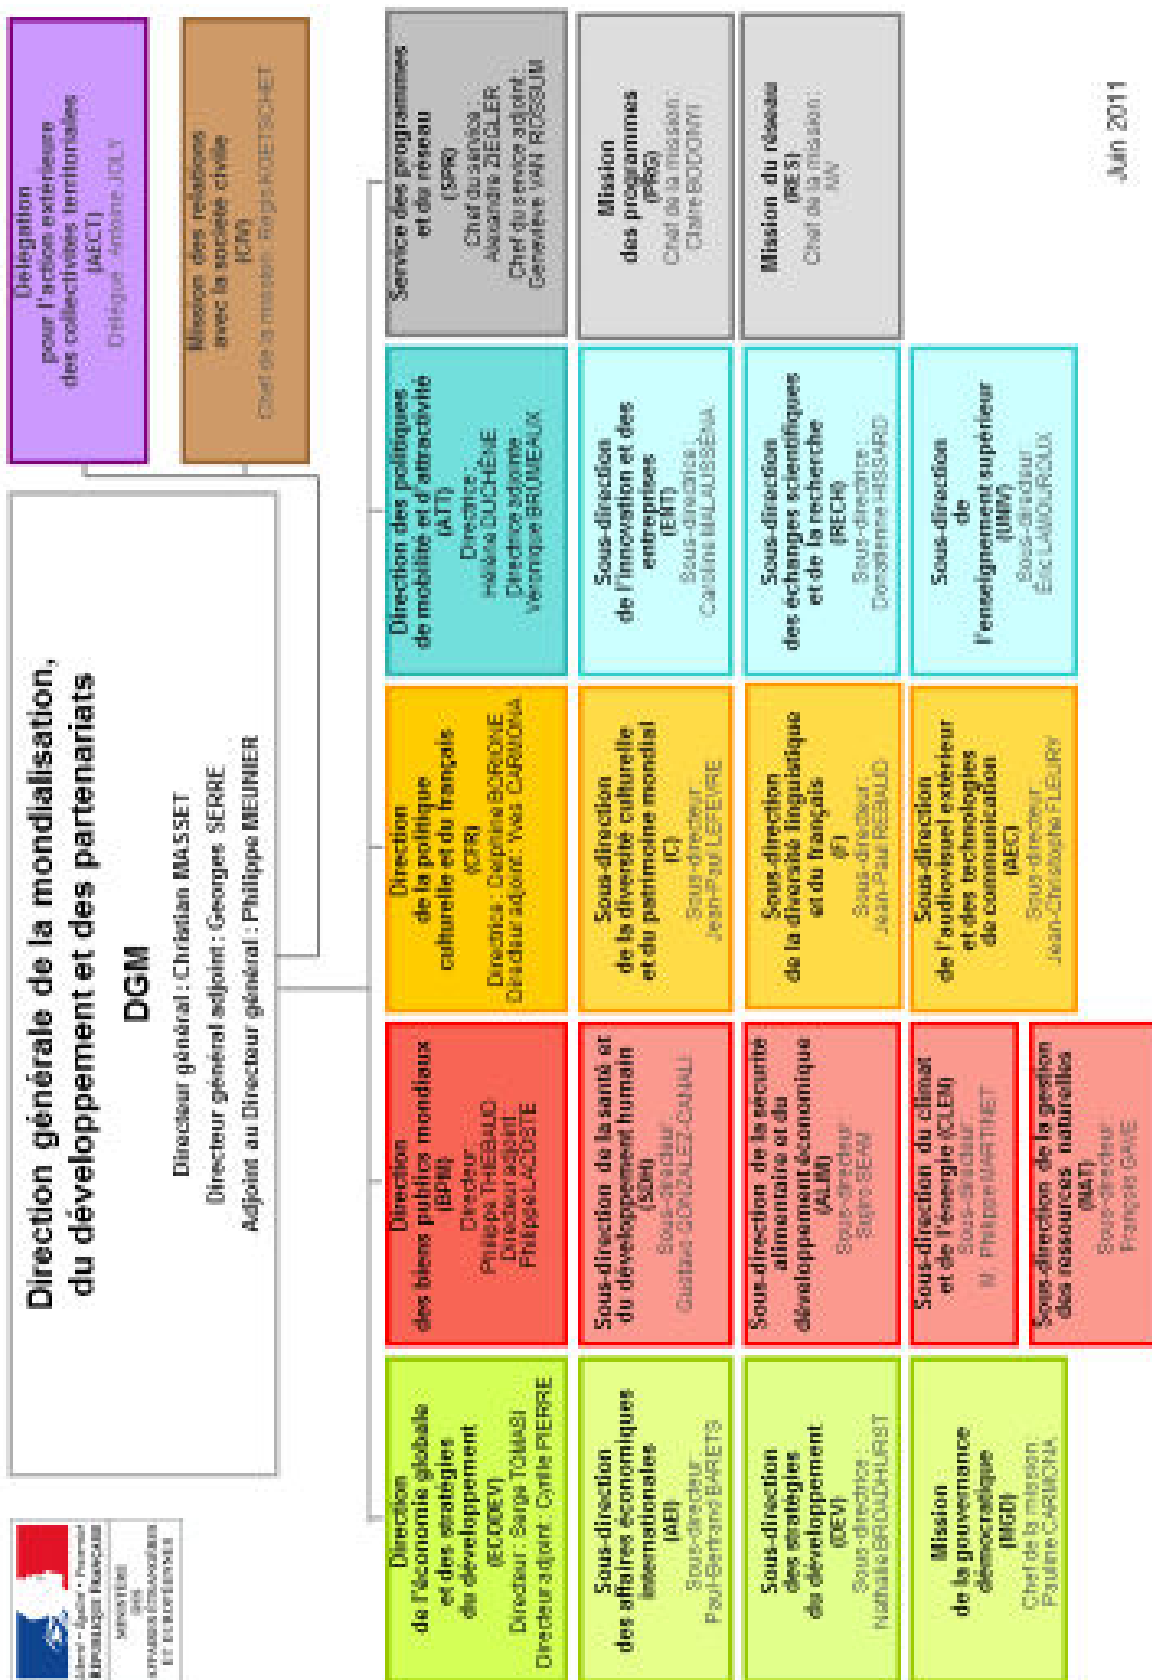 RÉPUBLIQUE FRANÇAISE
MINISTÈRE
DES
AFFAIRES ÉTRANGÈRES
ET EUROPÉENNES
Direction générale de la mondialisation,
du développement et des partenariats
DGM
Directeur général : Christian MASSET
Directeur général adjoint : Georges SERRE
Adjoint au Directeur général : Philippe MEUNIER
Délégation
pour l'action extérieure
des collectivités territoriales
(AECT)
Délégué : Antoine JOLY
Mission des relations
avec la société civile
(CIV)
Chef de la mission : Régis KOETSCHET
Direction
de l'économie globale
et des stratégies
du développement
(ECODEV)
Directeur : Serge TOMASI
Directeur adjoint : Cyrille PIERRE
Sous-direction
des affaires économiques
internationales
(AEI)
Sous-directeur :
Paul-Bertrand BARETS
Sous-direction
des stratégies
du développement
(DEV)
Sous-directrice :
Nathalie BROADHURST
Mission
de la gouvernance
démocratique
(MGD)
Chef de la mission :
Pauline CARMONA
Direction
des biens publics mondiaux
(BPM)
Directeur :
Philippe THIEBAUD
Directeur adjoint :
Philippe LACOSTE
Sous-direction de la santé et
du développement humain
(SDH)
Sous-directeur :
Gustavo GONZALEZ-CANALI
Sous-direction de la sécurité
alimentaire et du
développement économique
(ALIM)
Sous-directeur :
Sous-direction du climat
et de l'énergie (CLEM)
Sous-directeur :
M. Philippe MARTINET
Sous-direction de la gestion
des ressources naturelles
(NAT)
Sous-directeur :
François GAVE
Direction
de la politique
culturelle et du français
(CFR)
Directrice : Delphine BORIONE
Directeur adjoint : Yves CARMONA
Sous-direction
de la diversité culturelle
et du patrimoine mondial
(C)
Sous-directeur :
Jean-Paul LEFEVRE
Sous-direction
de la diversité linguistique
et du français
(F)
Sous-directeur :
Jean-Paul REBAUD
Sous-direction
de l'audiovisuel extérieur
et des technologies
de communication
(AEC)
Sous-directeur :
Jean-Christophe FLEURY
Direction des politiques
de mobilité et d'attractivité
(ATT)
Directrice :
Hélène DUCHÊNE
Directrice adjointe
Véronique BRUMEAUX
Sous-direction
de l'innovation et des
entreprises
(ENT)
Sous-directrice :
Caroline MALAUSSÉNA
Sous-direction
des échanges scientifiques
et de la recherche
(RECH)
Sous-directrice :
Donatienne HISSARD
Sous-direction
de
l'enseignement supérieur
(UNIV)
Sous-directeur
Éric LAMOUROUX
Service des programmes
et du réseau
(SPR)
Chef du service :
Alexandre ZIEGLER
Chef du service adjoint :
Geneviève VAN ROSSUM
Mission
des programmes
(PRG)
Chef de la mission :
Claire BODONYI
Mission du réseau
(RES)
Chef de la mission :
NN
Juin 2011